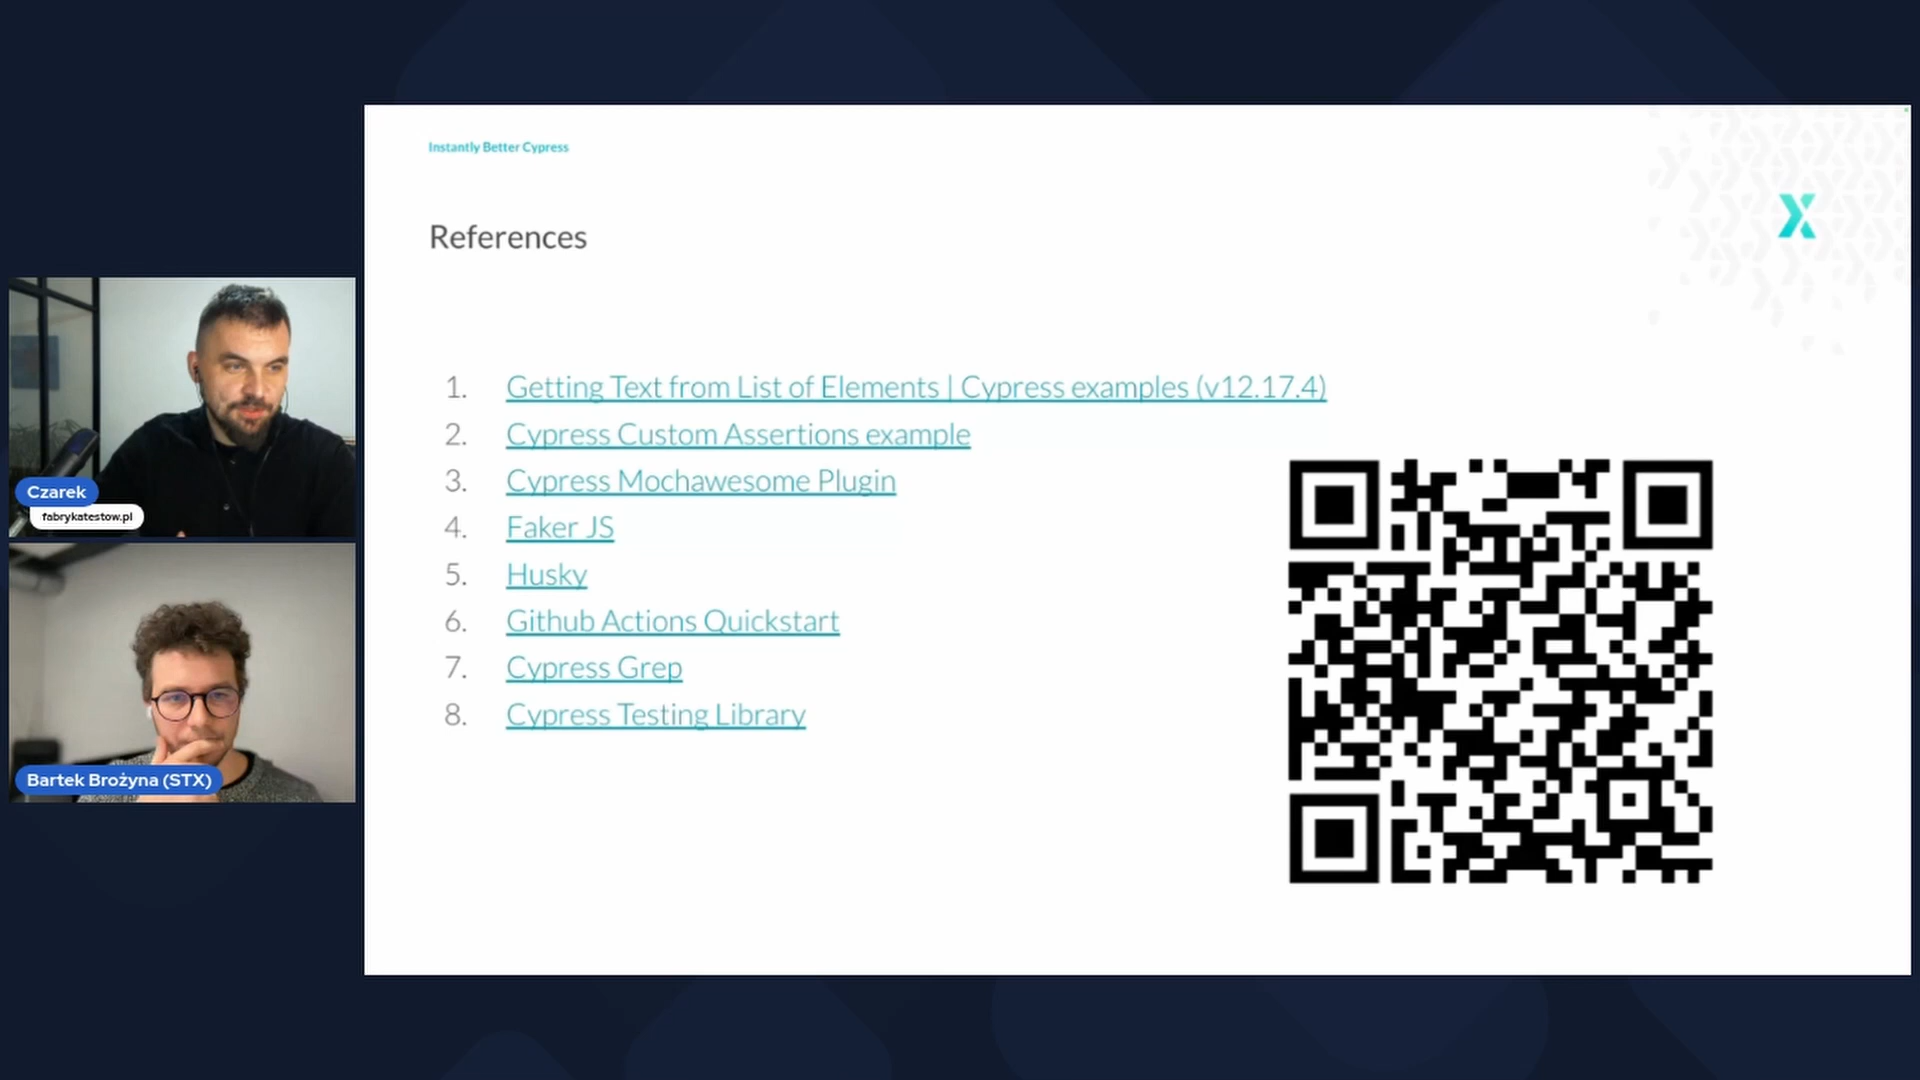 Instantly Better Cypress
References
1. Getting Text from List of Elements | Cypress examples (v12.17.4)
2. Cypress Custom Assertions example
3. Cypress Mochawesome Plugin
4. Faker JS
5. Husky
6. Github Actions Quickstart
7. Cypress Grep
8. Cypress Testing Library
Czarek
fabrykatestow.pl
Bartek Brożyna (STX)